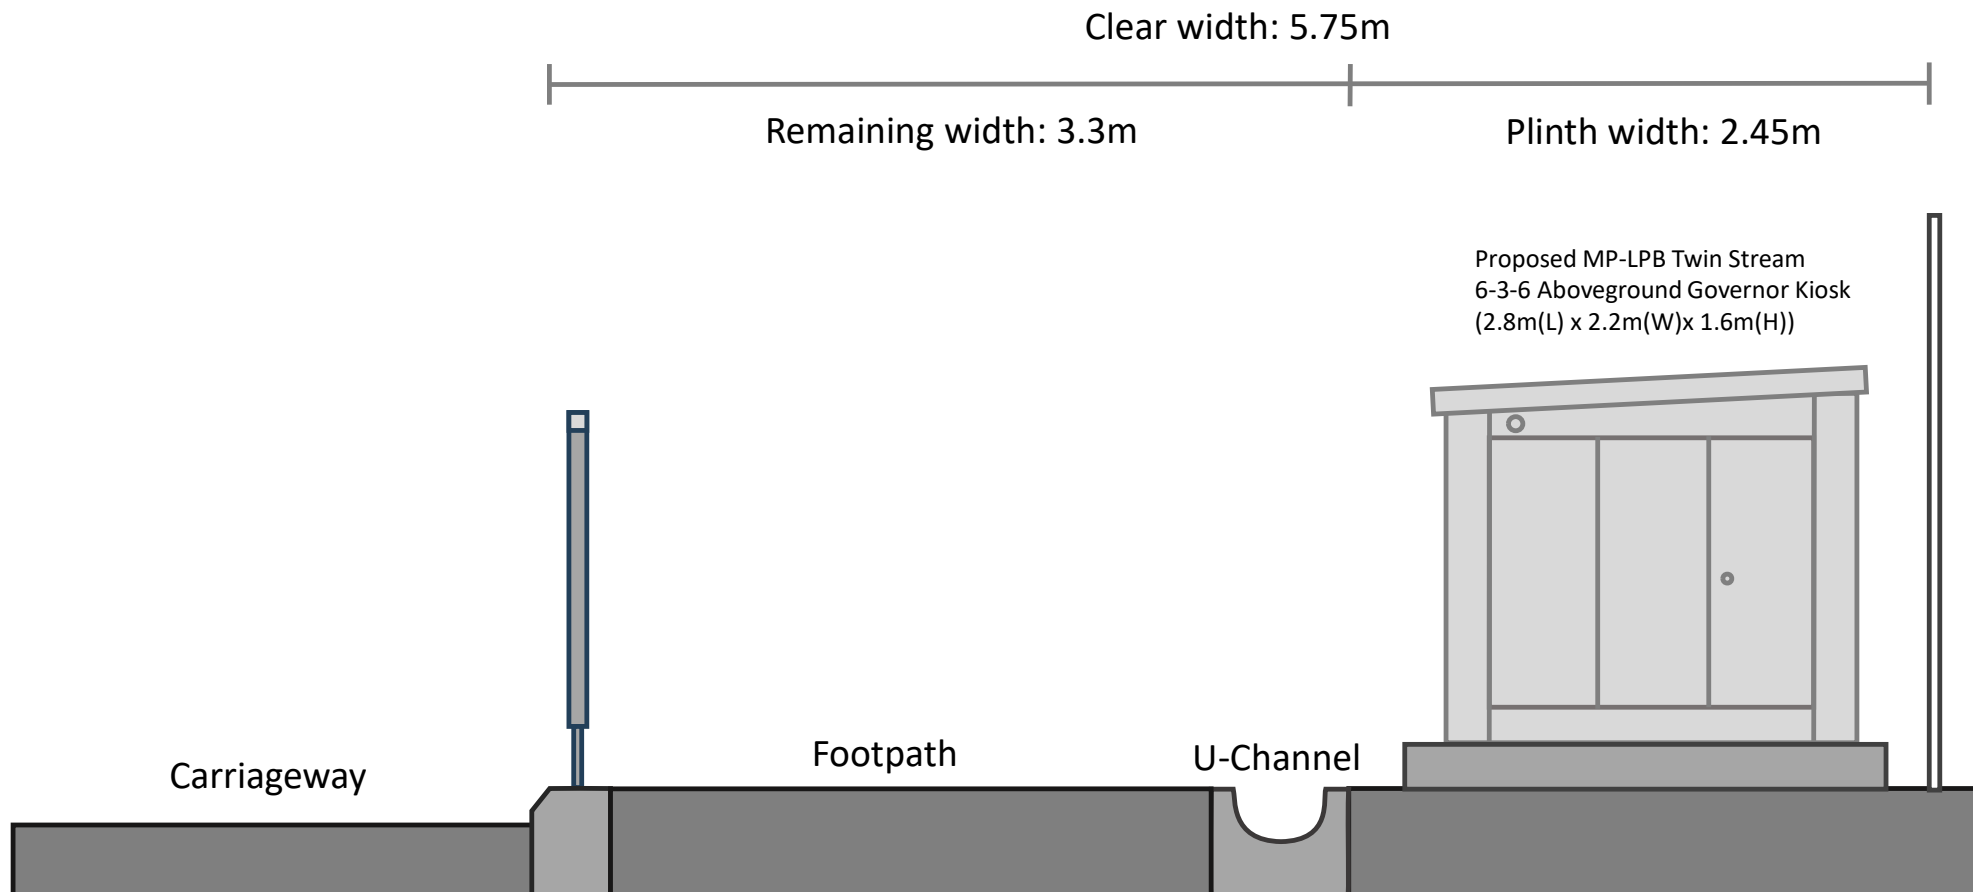 Clear width: 5.75m
Remaining width: 3.3m
Plinth width: 2.45m
Proposed MP-LPB Twin Stream
6-3-6 Aboveground Governor Kiosk
(2.8m(L) x 2.2m(W)x 1.6m(H))
Carriageway
Footpath
U-Channel